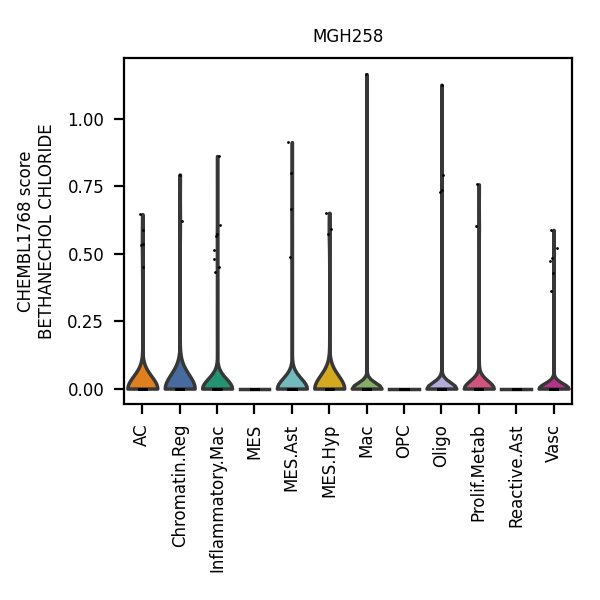 MGH258
CHEMBL1768 score
BETHANECHOL CHLORIDE
1.00
0.75
0.50
0.25
0.00
AC
Chromatin.Reg
Inflammatory.Mac
MES
MES.Ast
MES.Hyp
Mac
OPC
Oligo
Prolif.Metab
Reactive.Ast
Vasc